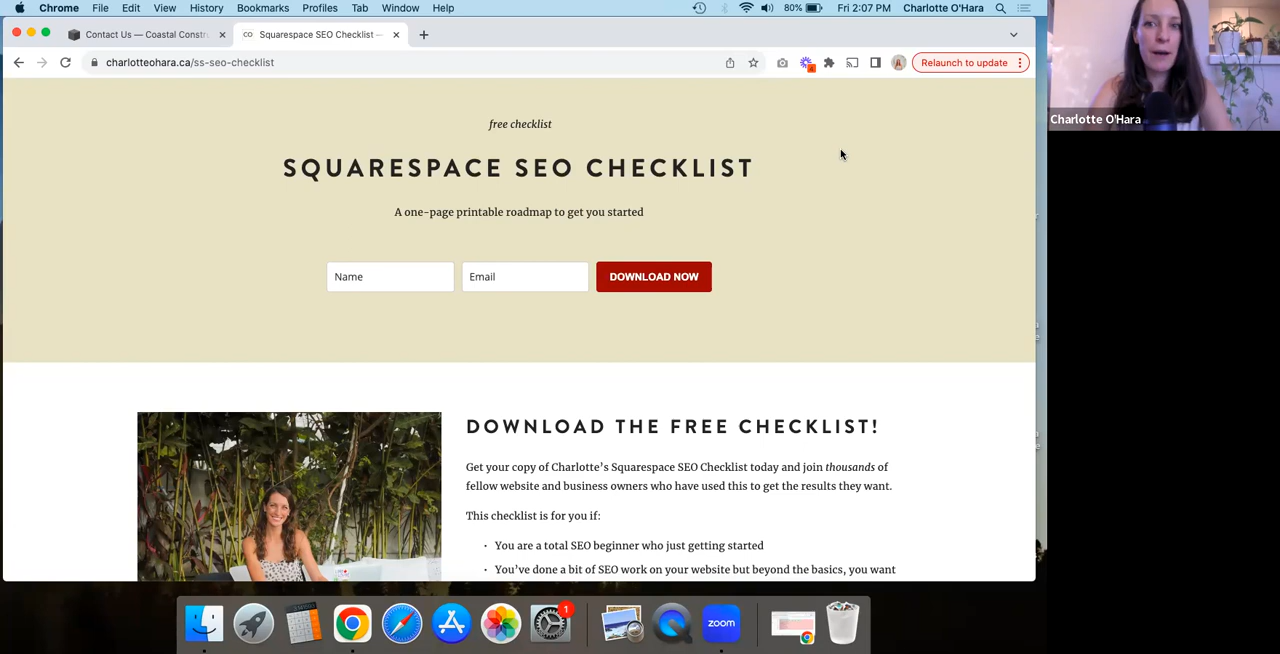 Chrome File Edit View History Bookmarks Profiles Tab Window Help 80% Fri 2:07 PM Charlotte O'Hara
Contact Us — Coastal Constru Squarespace SEO Checklist —
charlotteohara.ca/ss-seo-checklist Relaunch to update
Charlotte O'Hara
free checklist
SQUARESPACE SEO CHECKLIST
A one-page printable roadmap to get you started
Name Email DOWNLOAD NOW
DOWNLOAD THE FREE CHECKLIST!
Get your copy of Charlotte's Squarespace SEO Checklist today and join thousands of
fellow website and business owners who have used this to get the results they want.
This checklist is for you if:
• You are a total SEO beginner who just getting started
• You've done a bit of SEO work on your website but beyond the basics, you want
1
zoom